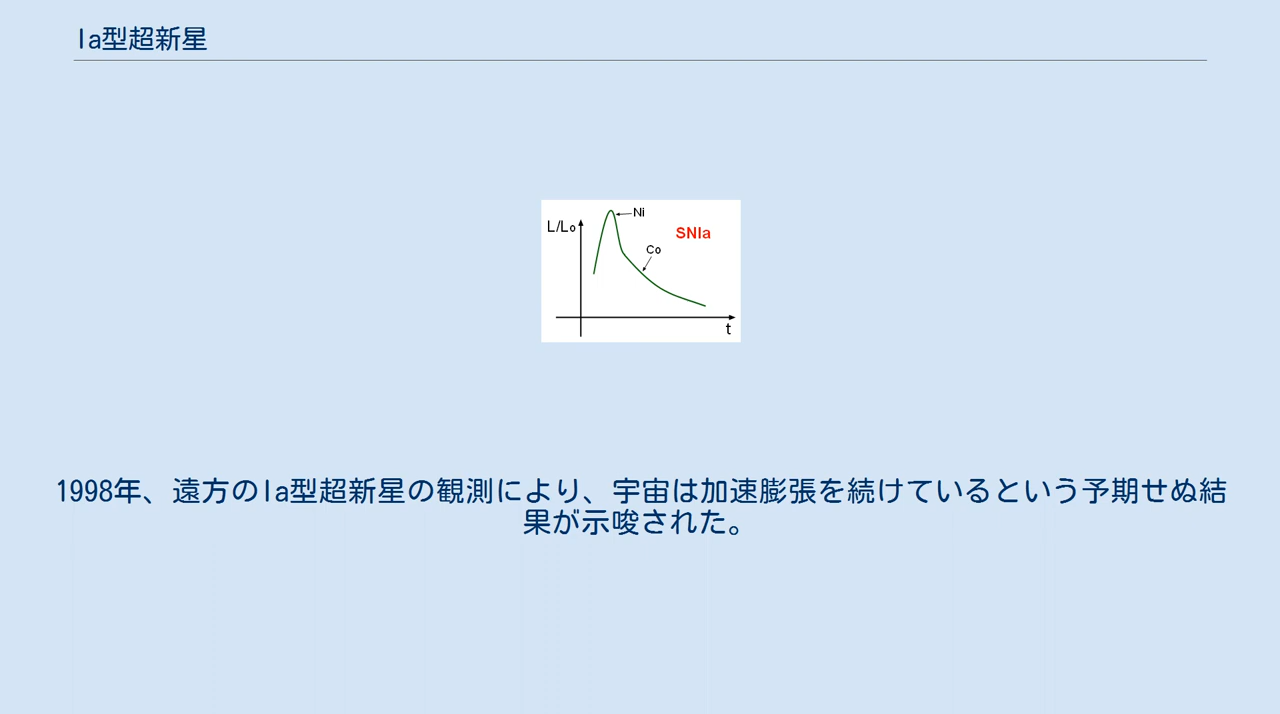 Ia型超新星
L/Lo
Ni
SNIa
Co
t
1998年、遠方のIa型超新星の観測により、宇宙は加速膨張を続けているという予期せぬ結
果が示唆された。